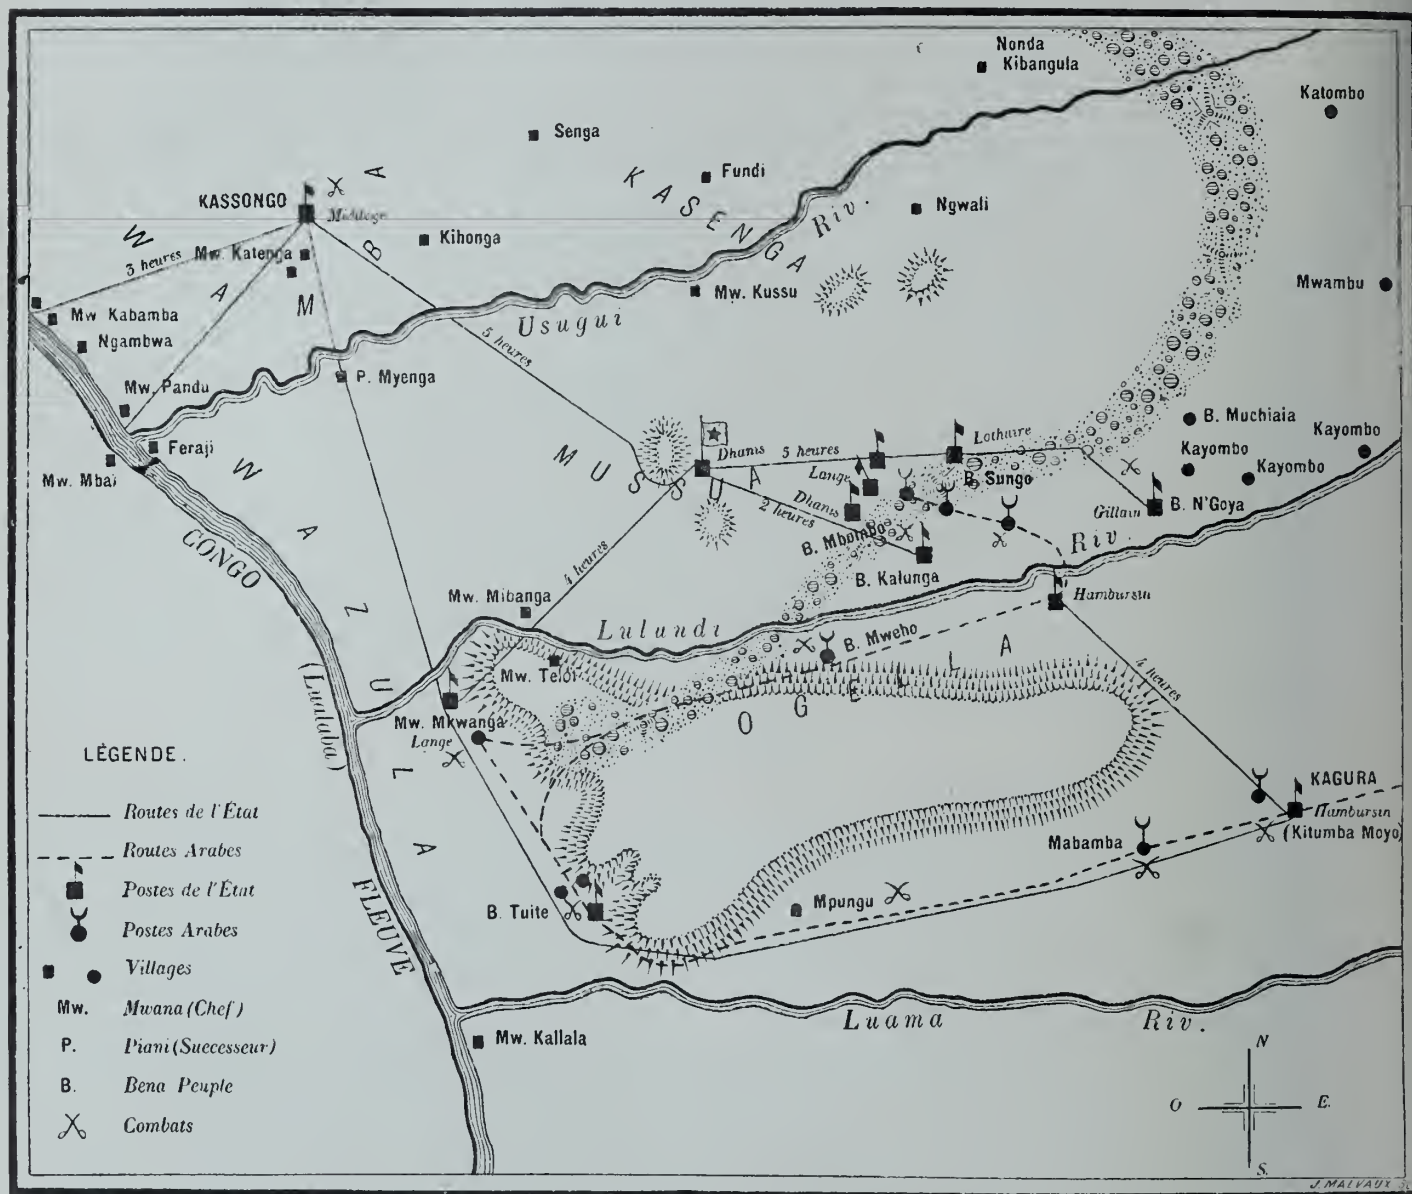 Nonda
Kibangula
Katombo
Senga
Fundi
KASENGA
KASSONGO
Ngwali
Riv.
WABA
Kihonga
3 heures
Mw. Katenga
M
Mwambu
Mw. Kussu
Mw Kabamba
Usugui
Ngambwa
5 heures
P. Myenga
Mw. Pandu
B. Muchiaia
Kayombo
Feraji
Dhanis
5 heures
Lothaire
Kayombo
Mw. Mbai
MUSSUA
Lange
B. Sungo
Kayombo
Dhanis
2 heures
Gillain
B. N'Goya
CONGO
B. Mbombo
Riv.
4 heures
B. Kalunga
Mw. Mibanga
Hambursin
Lulundi
B. Mweho
(Lualaba)
Mw. Teloi
OGELLA
4 heures
WAZULA
Mw. Mkwanga
Lange
KAGURA
Hambursin
(Kitumba Moyo)
Mabamba
FLEUVE
B. Tuite
Mpungu
Luama
Riv.
Mw. Kallala
LÉGENDE.
Routes de l'État
Routes Arabes
Postes de l'État
Postes Arabes
Villages
Mw. Mwana (Chef)
P. Piani (Successeur)
B. Bena Peuple
Combats
N
O
E.
S.
J. MALVAUX